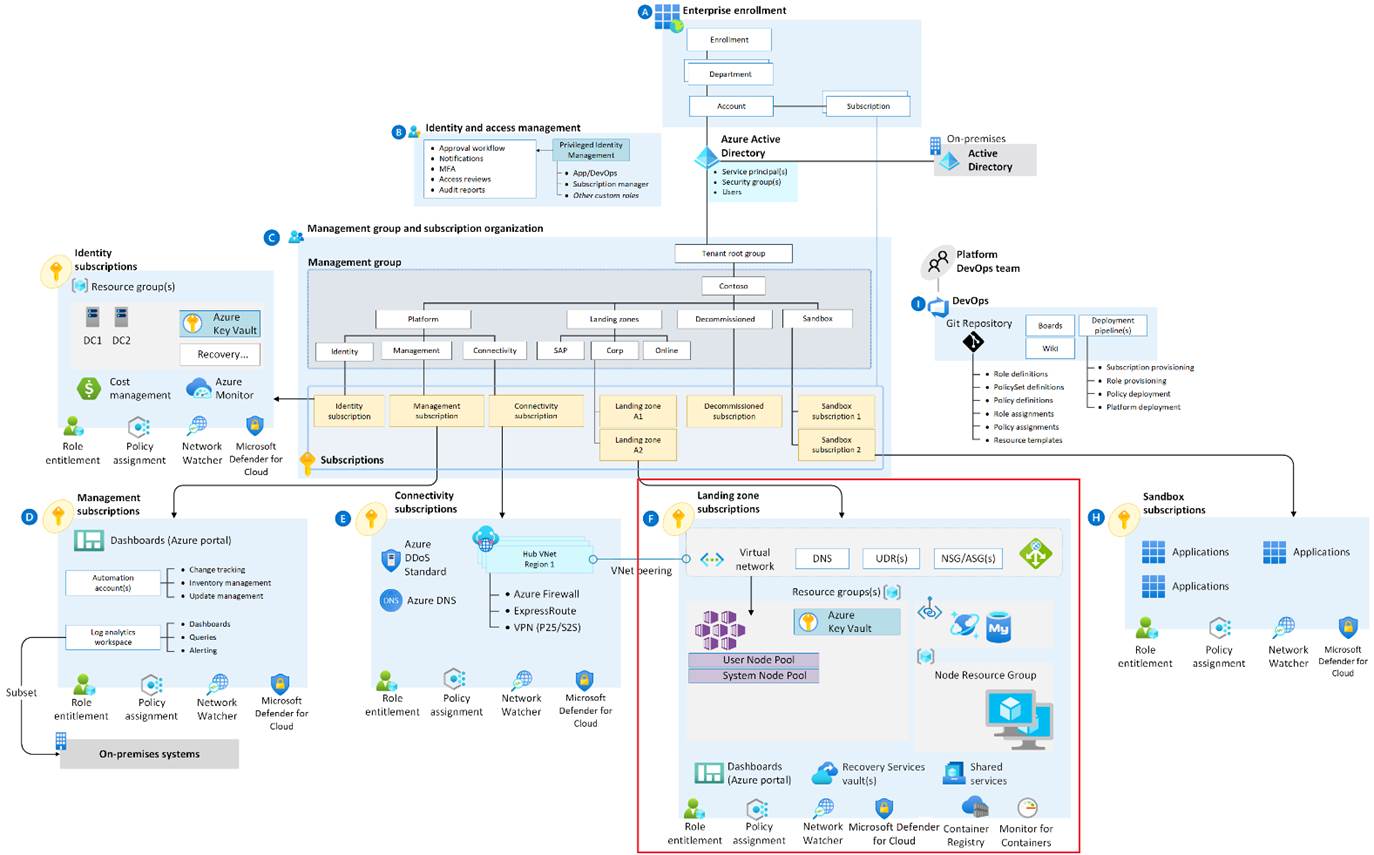 A
Enterprise enrollment
Enrollment
Department
Account
Subscription
B
Identity and access management
Approval workflow
Notifications
MFA
Access reviews
Audit reports
Privileged Identity
Management
App/DevOps
Subscription manager
Other custom roles
Azure Active
Directory
Service principal(s)
Security group(s)
Users
On-premises
Active
Directory
C
Management group and subscription organization
Tenant root group
Management group
Contoso
Platform
Landing zones
Decommissioned
Sandbox
Identity
Management
Connectivity
SAP
Corp
Online
Identity
subscription
Management
subscription
Connectivity
subscription
Landing zone
A1
Landing zone
A2
Decommissioned
subscription
Sandbox
subscription 1
Sandbox
subscription 2
Subscriptions
Identity
subscriptions
Resource group(s)
DC1
DC2
Azure
Key Vault
Recovery...
Cost
management
Azure
Monitor
Role
entitlement
Policy
assignment
Network
Watcher
Microsoft
Defender for
Cloud
Platform
DevOps team
I
DevOps
Git Repository
Boards
Wiki
Deployment
pipeline(s)
Role definitions
PolicySet definitions
Policy definitions
Role assignments
Policy assignments
Resource templates
Subscription provisioning
Role provisioning
Policy deployment
Platform deployment
D
Management
subscriptions
Dashboards (Azure portal)
Automation
account(s)
Change tracking
Inventory management
Update management
Log analytics
workspace
Dashboards
Queries
Alerting
Subset
Role
entitlement
Policy
assignment
Network
Watcher
Microsoft
Defender for
Cloud
On-premises systems
E
Connectivity
subscriptions
Azure
DDoS
Standard
DNS
Azure DNS
Hub VNet
Region 1
Azure Firewall
ExpressRoute
VPN (P2S/S2S)
VNet peering
Role
entitlement
Policy
assignment
Network
Watcher
Microsoft
Defender for
Cloud
F
Landing zone
subscriptions
Virtual
network
DNS
UDR(s)
NSG/ASG(s)
Resource groups(s)
Azure
Key Vault
My
User Node Pool
System Node Pool
Node Resource Group
Dashboards
(Azure portal)
Recovery Services
vault(s)
Shared
services
Role
entitlement
Policy
assignment
Network
Watcher
Microsoft Defender
for Cloud
Container
Registry
Monitor for
Containers
H
Sandbox
subscriptions
Applications
Applications
Applications
Role
entitlement
Policy
assignment
Network
Watcher
Microsoft
Defender for
Cloud